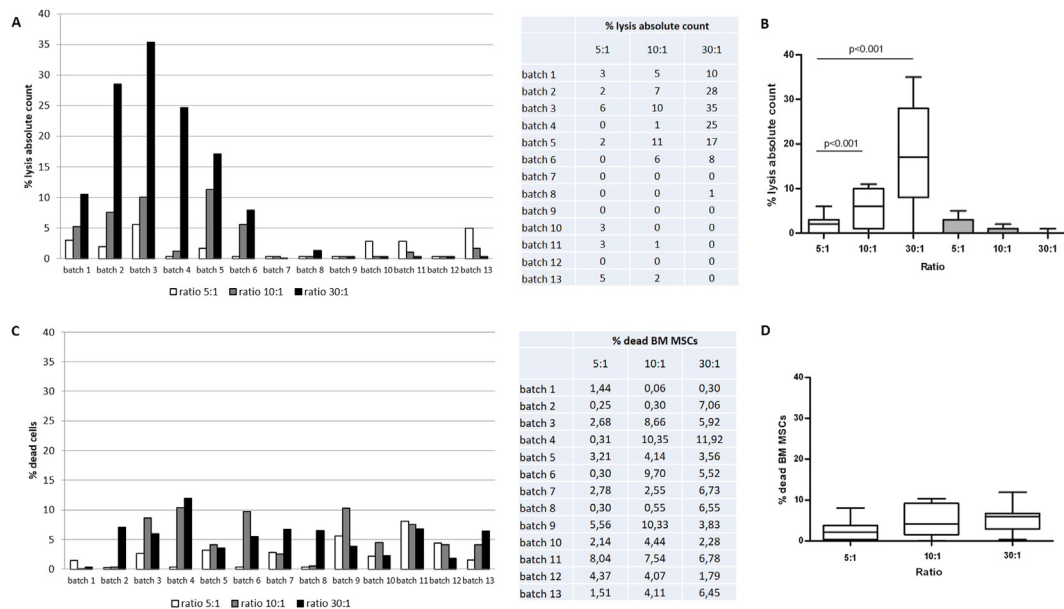 A
40
35
30
25
20
15
10
5
0
% lysis absolute count
batch 1 batch 2 batch 3 batch 4 batch 5 batch 6 batch 7 batch 8 batch 9 batch 10 batch 11 batch 12 batch 13
ratio 5:1 ratio 10:1 ratio 30:1
% lysis absolute count
5:1 10:1 30:1
batch 1 3 5 10
batch 2 2 7 28
batch 3 6 10 35
batch 4 0 1 25
batch 5 2 11 17
batch 6 0 6 8
batch 7 0 0 0
batch 8 0 0 1
batch 9 0 0 0
batch 10 3 0 0
batch 11 3 1 0
batch 12 0 0 0
batch 13 5 2 0
B
p<0.001
p<0.001
40
30
20
10
0
% lysis absolute count
5:1 10:1 30:1 5:1 10:1 30:1
Ratio
C
40
35
30
25
20
15
10
5
0
% dead cells
batch 1 batch 2 batch 3 batch 4 batch 5 batch 6 batch 7 batch 8 batch 9 batch 10 batch 11 batch 12 batch 13
ratio 5:1 ratio 10:1 ratio 30:1
% dead BM MSCs
5:1 10:1 30:1
batch 1 1,44 0,06 0,30
batch 2 0,25 0,30 7,06
batch 3 2,68 8,66 5,92
batch 4 0,31 10,35 11,92
batch 5 3,21 4,14 3,56
batch 6 0,30 9,70 5,52
batch 7 2,78 2,55 6,73
batch 8 0,30 0,55 6,55
batch 9 5,56 10,33 3,83
batch 10 2,14 4,44 2,28
batch 11 8,04 7,54 6,78
batch 12 4,37 4,07 1,79
batch 13 1,51 4,11 6,45
D
40
30
20
10
0
% dead BM MSCs
5:1 10:1 30:1
Ratio